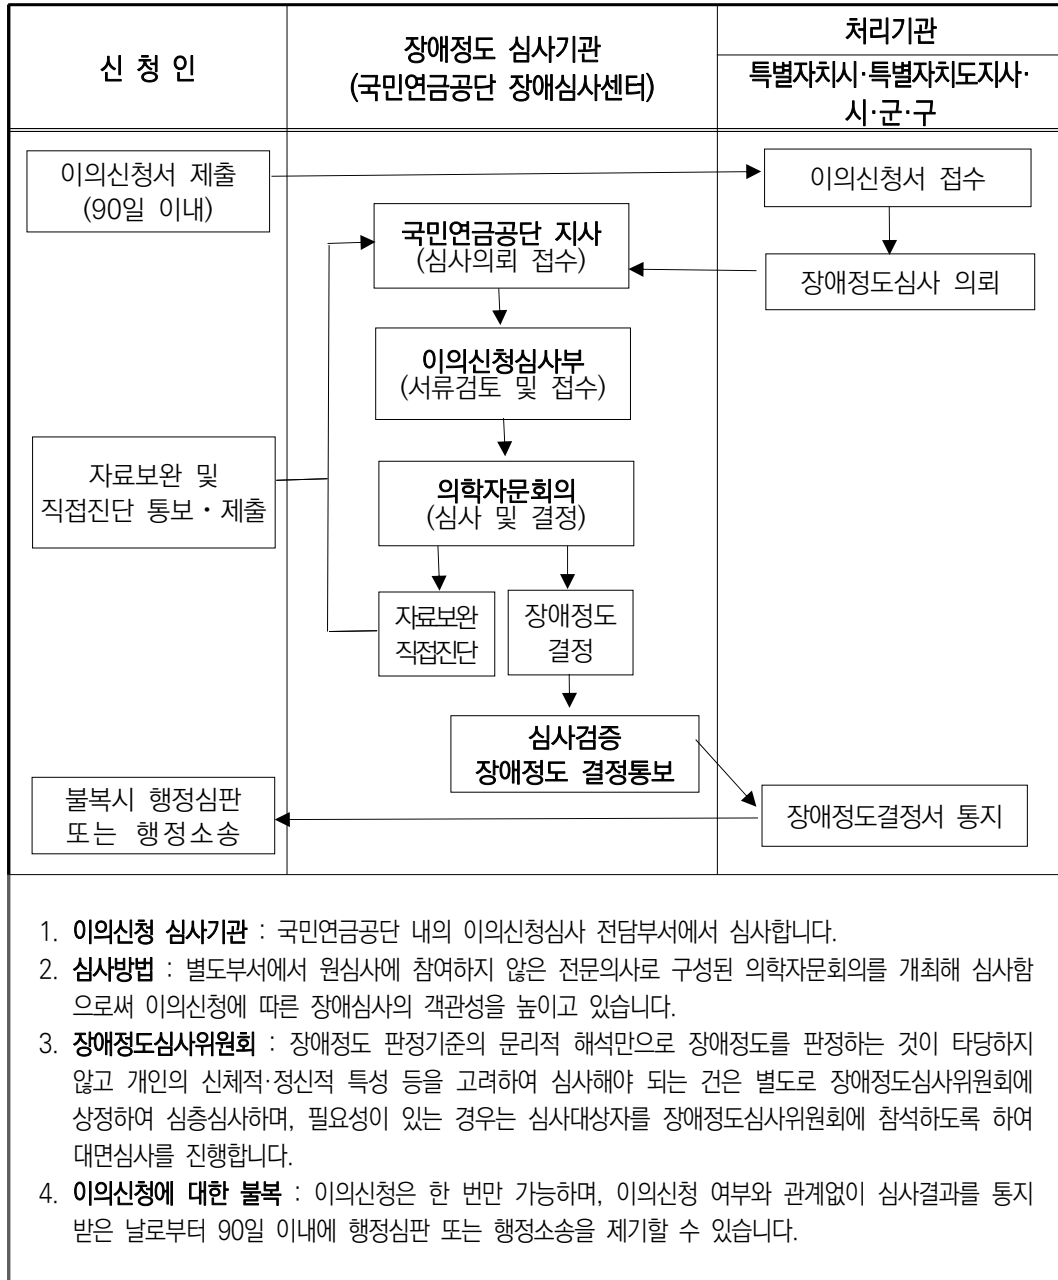 신 청 인
장애정도 심사기관
(국민연금공단 장애심사센터)
처리기관
특별자치시·특별자치도지사·
시·군·구
이의신청서 제출
(90일 이내)
이의신청서 접수
국민연금공단 지사
(심사의뢰 접수)
장애정도심사 의뢰
이의신청심사부
(서류검토 및 접수)
자료보완 및
직접진단 통보・제출
의학자문회의
(심사 및 결정)
자료보완
직접진단
장애정도
결정
심사검증
장애정도 결정통보
불복시 행정심판
또는 행정소송
장애정도결정서 통지
1. 이의신청 심사기관 : 국민연금공단 내의 이의신청심사 전담부서에서 심사합니다.
2. 심사방법 : 별도부서에서 원심사에 참여하지 않은 전문의사로 구성된 의학자문회의를 개최해 심사함
으로써 이의신청에 따른 장애심사의 객관성을 높이고 있습니다.
3. 장애정도심사위원회 : 장애정도 판정기준의 문리적 해석만으로 장애정도를 판정하는 것이 타당하지
않고 개인의 신체적·정신적 특성 등을 고려하여 심사해야 되는 건은 별도로 장애정도심사위원회에
상정하여 심층심사하며, 필요성이 있는 경우는 심사대상자를 장애정도심사위원회에 참석하도록 하여
대면심사를 진행합니다.
4. 이의신청에 대한 불복 : 이의신청은 한 번만 가능하며, 이의신청 여부와 관계없이 심사결과를 통지
받은 날로부터 90일 이내에 행정심판 또는 행정소송을 제기할 수 있습니다.